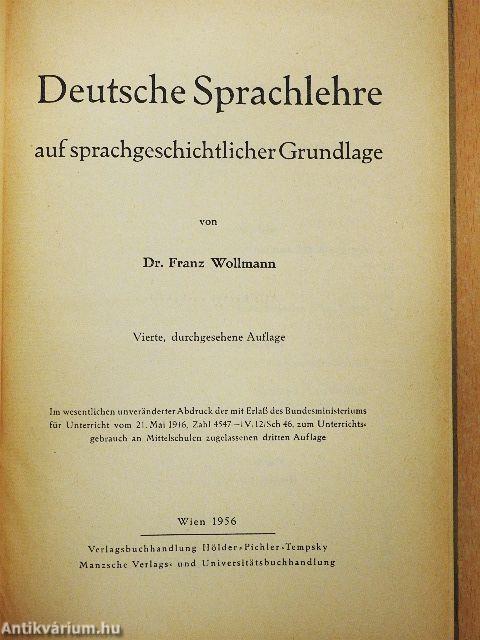 Deutsche Sprachlehre
auf sprachgeschichtlicher Grundlage
von
Dr. Franz Wollmann
Vierte, durchgesehene Auflage
Im wesentlichen unveränderter Abdruck der mit Erlaß des Bundesministeriums
für Unterricht vom 21. Mai 1946, Zahl 4547-IV.12/Sch 46, zum Unterrichts-
gebrauch an Mittelschulen zugelassenen dritten Auflage
Wien 1956
Verlagsbuchhandlung Hölder-Pichler-Tempsky
Manzsche Verlags- und Universitätsbuchhandlung
Antikvárium.hu